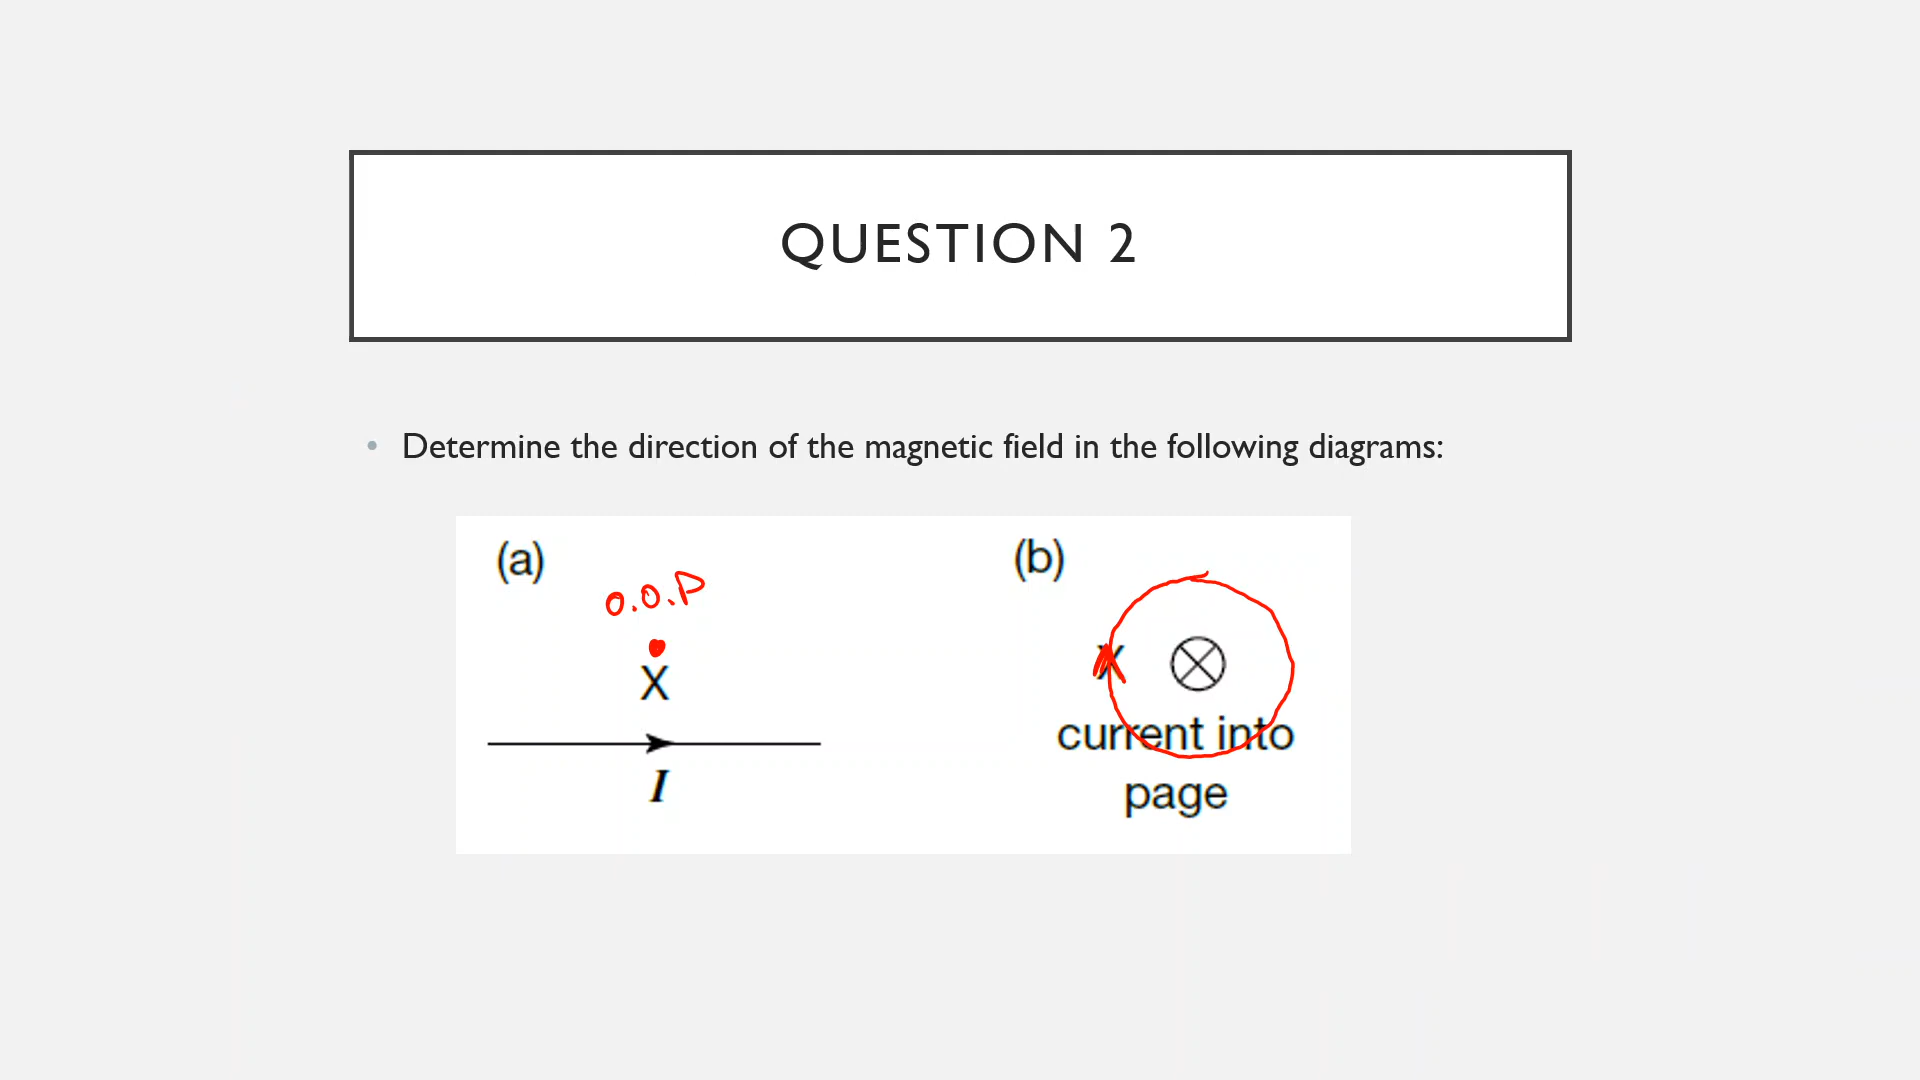 QUESTION 2
• Determine the direction of the magnetic field in the following diagrams:
(a)
o.o.P
X
I
(b)
X
current into
page